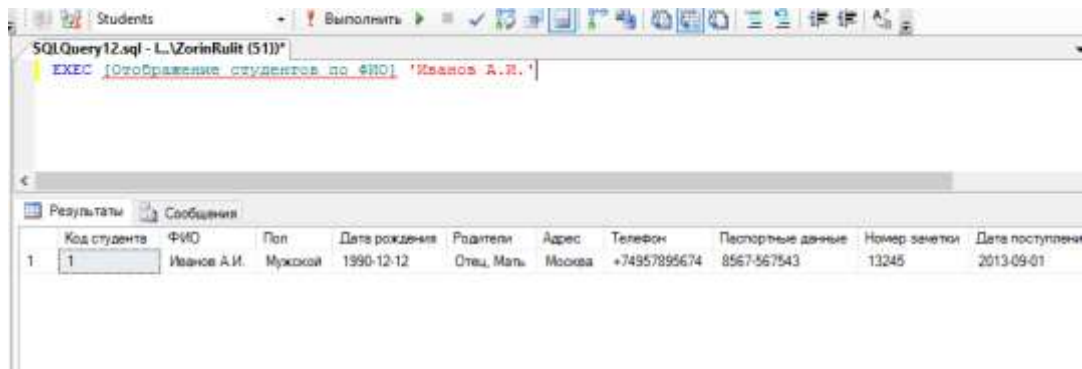 Students Выполнить
SQLQuery12.sql - L...\ZorinRulit (51))*
EXEC [Отображение студентов по ФИО] 'Иванов А.И.'
Результаты Сообщения
Код студента ФИО Пол Дата рождения Родители Адрес Телефон Паспортные данные Номер зачетки Дата поступлени
1 1 Иванов А.И. Мужской 1990-12-12 Отец, Мать Москва +74957895674 8567-567543 13245 2013-09-01